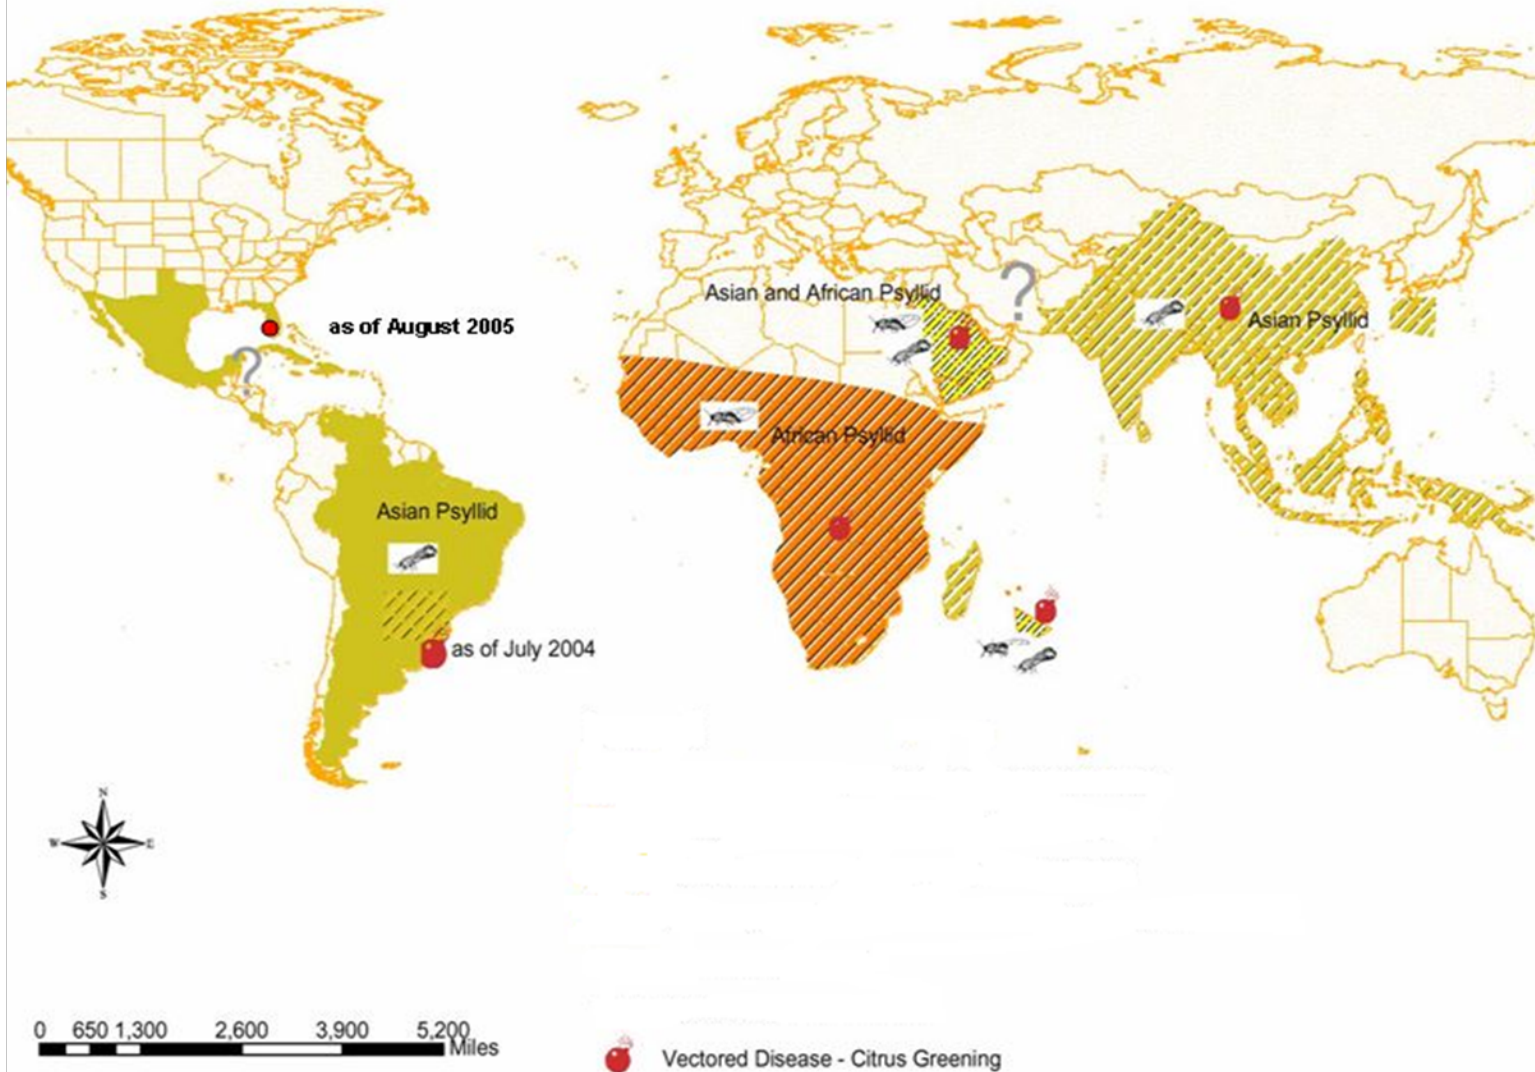 Asian and African Psyllid
?
as of August 2005
Asian Psyllid
?
African Psyllid
Asian Psyllid
as of July 2004
N
W E
S
0 650 1,300 2,600 3,900 5,200
Miles
Vectored Disease - Citrus Greening